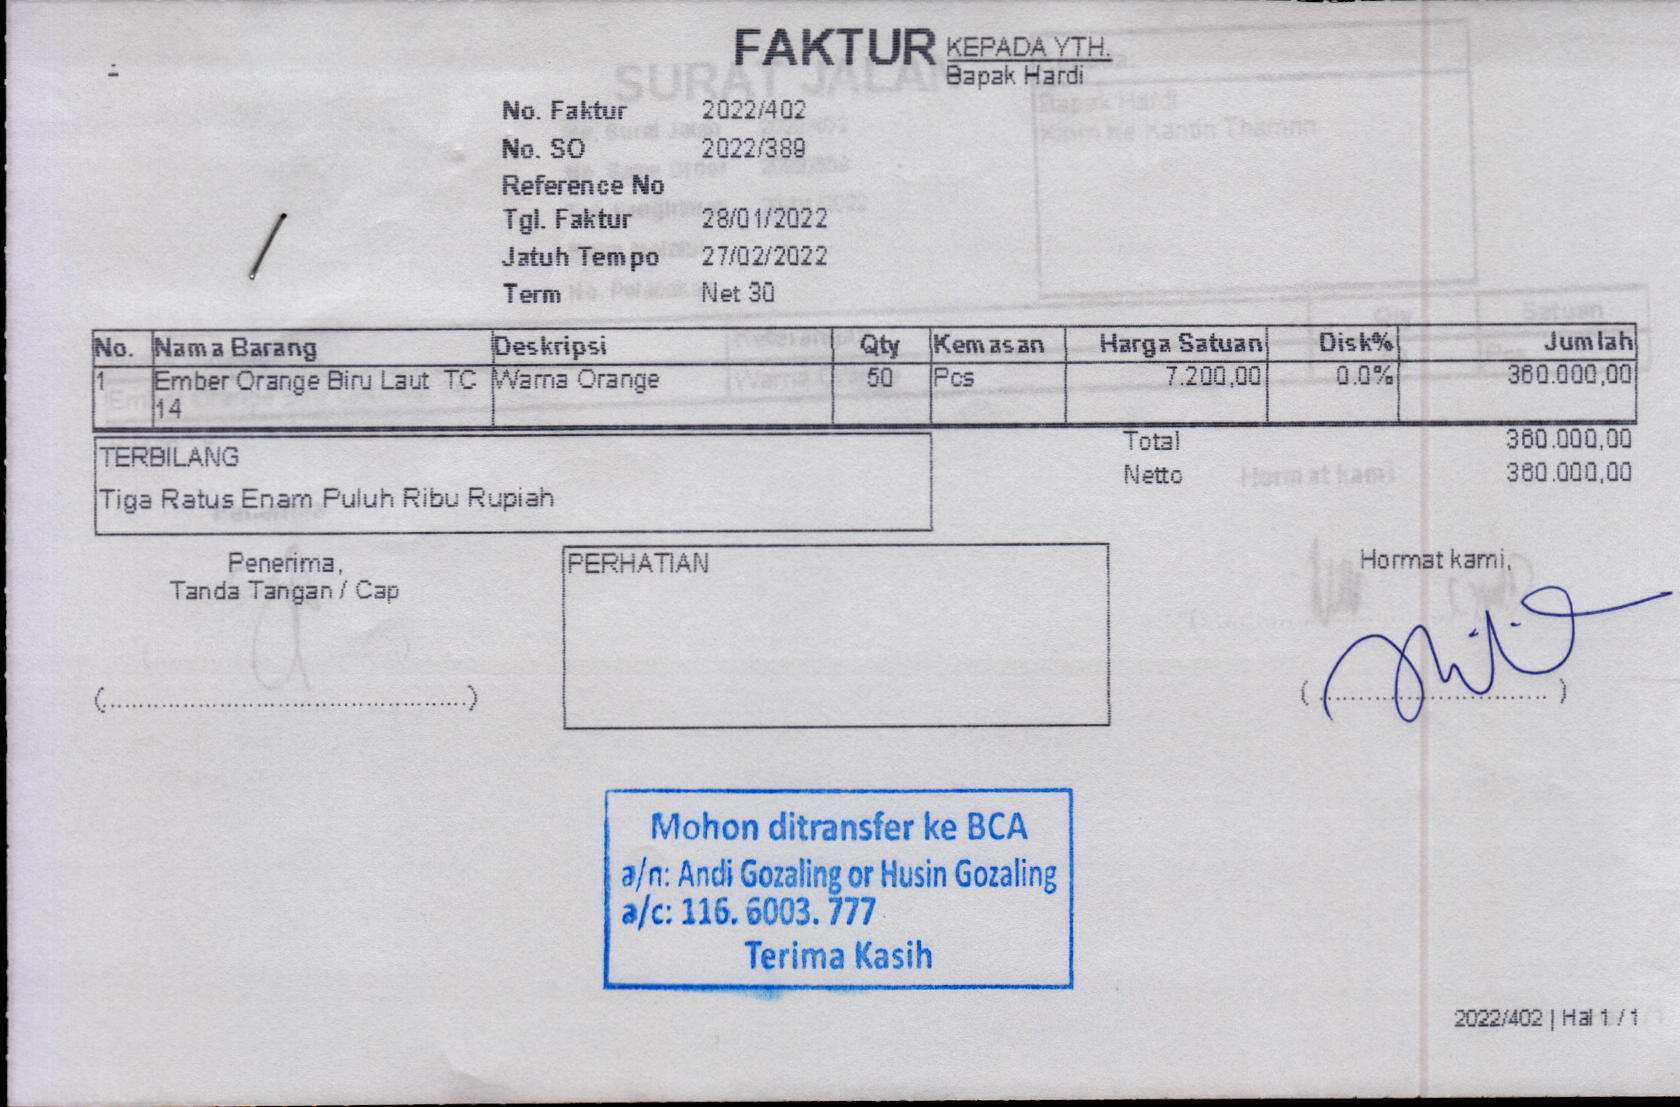 FAKTUR
KEPADA YTH.
Bapak Hardi
No. Faktur 2022/402
No. SO 2022/389
Reference No
Tgl. Faktur 28/01/2022
Jatuh Tempo 27/02/2022
Term Net 30
No. Nama Barang Deskripsi Qty Kemasan Harga Satuan Disk% Jumlah
1 Ember Orange Biru Laut TC Warna Orange 50 Pcs 7.200,00 0.0% 360.000,00
14
Total 360.000,00
TERBILANG
Netto 360.000,00
Tiga Ratus Enam Puluh Ribu Rupiah
Penerima,
Tanda Tangan / Cap
PERHATIAN
Hormat kami,
Mohon ditransfer ke BCA
a/n: Andi Gozaling or Husin Gozaling
a/c: 116. 6003. 777
Terima Kasih
2022/402 | Hal 1 / 1